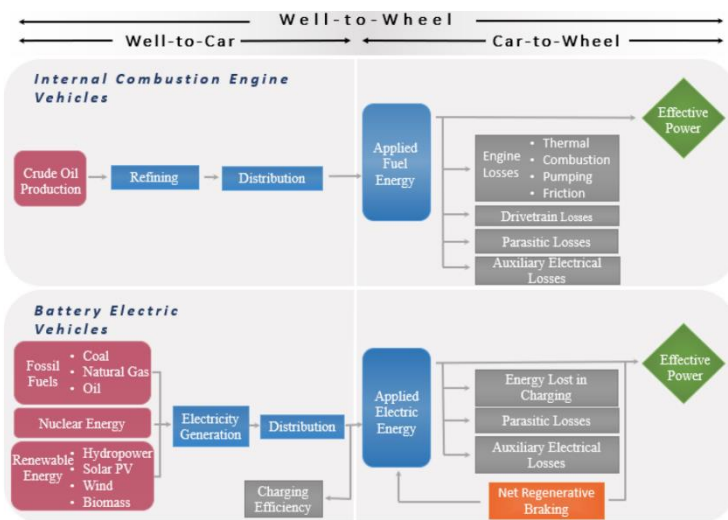 Well-to-Wheel
Well-to-Car
Car-to-Wheel
Internal Combustion Engine
Vehicles
Crude Oil
Production
Refining
Distribution
Applied
Fuel
Energy
Effective
Power
Engine
Losses
• Thermal
• Combustion
• Pumping
• Friction
Drivetrain Losses
Parasitic Losses
Auxiliary Electrical
Losses
Battery Electric
Vehicles
Fossil
Fuels
• Coal
• Natural Gas
• Oil
Nuclear Energy
Renewable
Energy
• Hydropower
• Solar PV
• Wind
• Biomass
Electricity
Generation
Distribution
Charging
Efficiency
Applied
Electric
Energy
Effective
Power
Energy Lost in
Charging
Parasitic Losses
Auxiliary Electrical
Losses
Net Regenerative
Braking